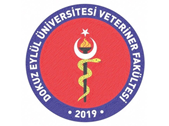 DOKUZ EYLÜL ÜNİVERSİTESİ VETERİNER FAKÜLTESİ
• 2019 •